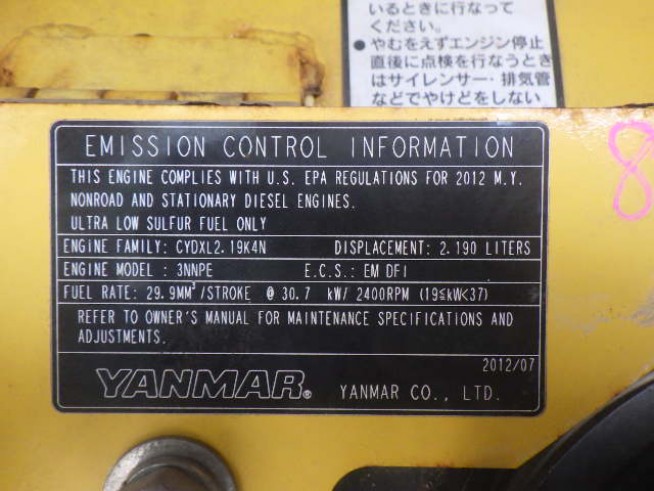 いるときに行なって
ください。
● やむをえずエンジン停止
直後に点検を行なうとき
はサイレンサー・排気管
などでやけどをしない
EMISSION CONTROL INFORMATION
THIS ENGINE COMPLIES WITH U.S. EPA REGULATIONS FOR 2012 M.Y.
NONROAD AND STATIONARY DIESEL ENGINES.
ULTRA LOW SULFUR FUEL ONLY
ENGINE FAMILY: CYDXL2.19K4N DISPLACEMENT: 2.190 LITERS
ENGINE MODEL : 3NNPE E.C.S.: EM DFI
FUEL RATE: 29.9MM³/STROKE @ 30.7 kW/ 2400RPM (19≤kW<37)
REFER TO OWNER'S MANUAL FOR MAINTENANCE SPECIFICATIONS AND
ADJUSTMENTS.
2012/07
YANMAR® YANMAR CO., LTD.
8